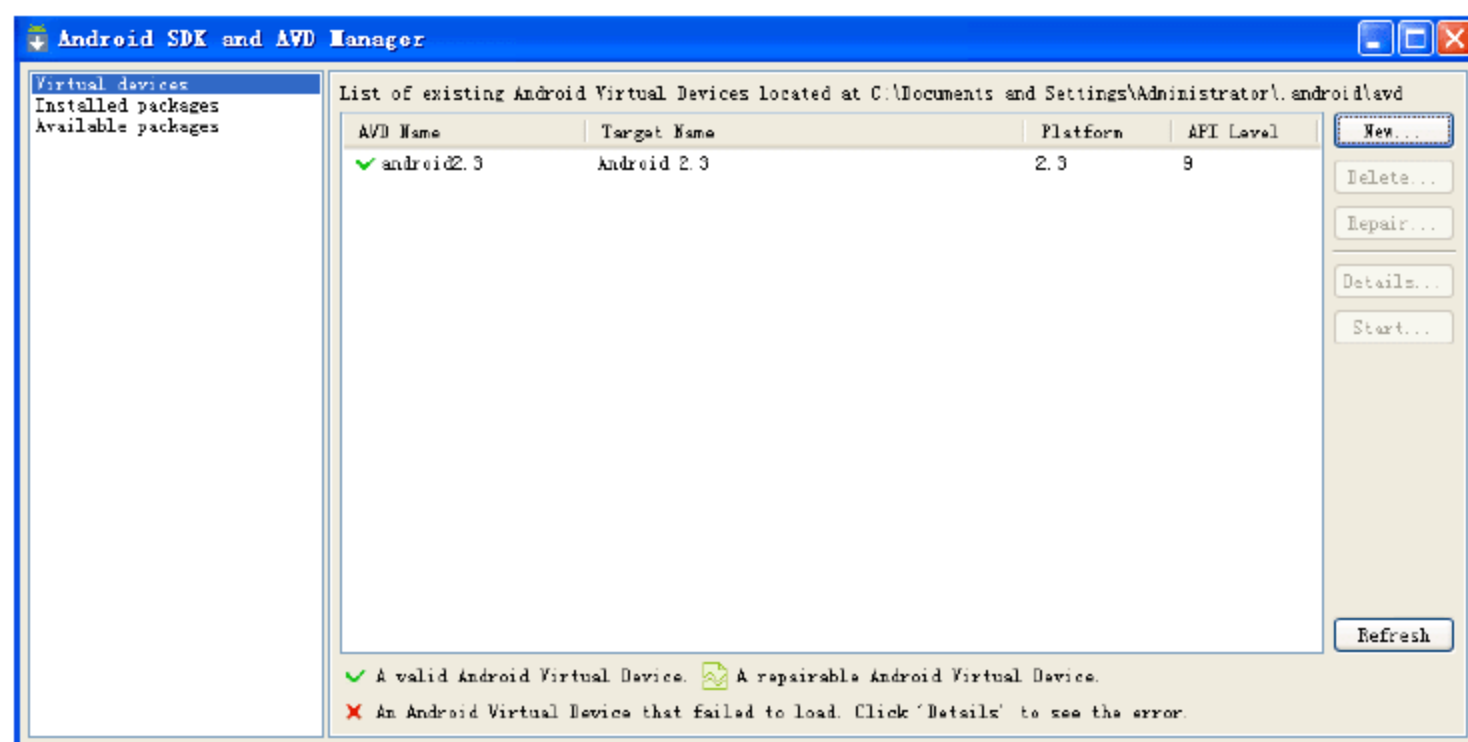 Android SDK and AVD Manager
Virtual devices
Installed packages
Available packages
List of existing Android Virtual Devices located at C:\Documents and Settings\Administrator\.android\avd
AVD Name Target Name Platform API Level
android2.3 Android 2.3 2.3 9
New...
Delete...
Repair...
Details...
Start...
Refresh
A valid Android Virtual Device. A repairable Android Virtual Device.
An Android Virtual Device that failed to load. Click 'Details' to see the error.